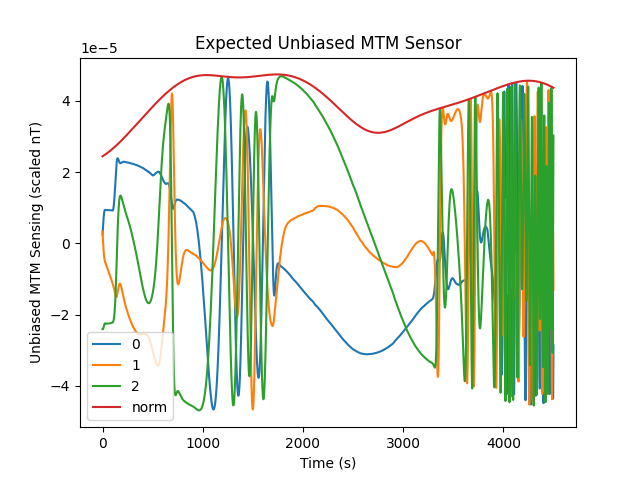 Expected Unbiased MTM Sensor
1e−5
Unbiased MTM Sensing (scaled nT)
4
2
0
−2
−4
0
1
2
norm
0 1000 2000 3000 4000
Time (s)